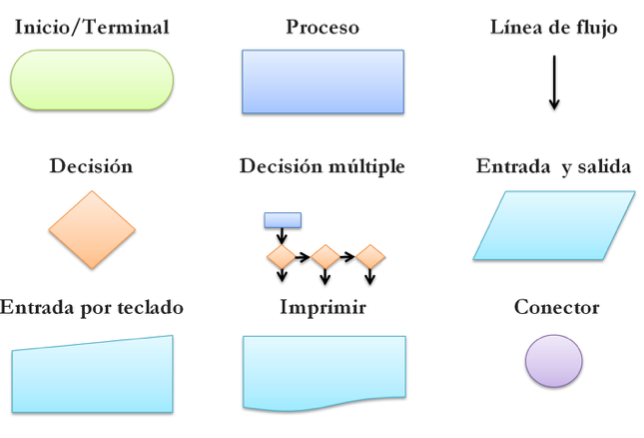 Inicio/Terminal
Proceso
Línea de flujo
Decisión
Decisión múltiple
Entrada y salida
Entrada por teclado
Imprimir
Conector